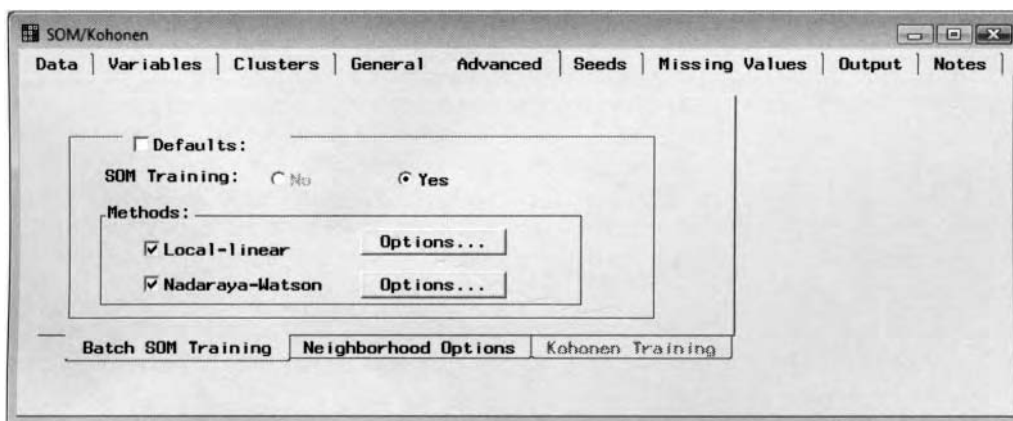 SOM/Kohonen
Data Variables Clusters General Advanced Seeds Missing Values Output Notes
Defaults:
SOM Training: No Yes
Methods:
Local-linear Options...
Nadaraya-Watson Options...
Batch SOM Training Neighborhood Options Kohonen Training